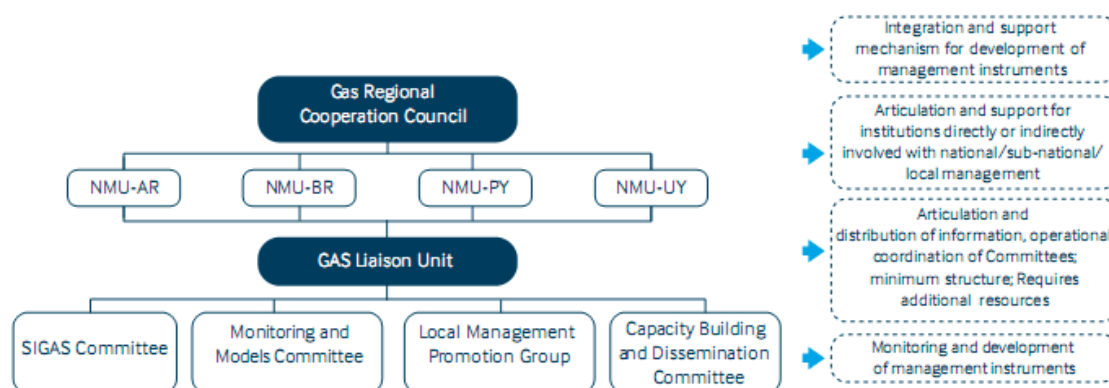 Gas Regional
Cooperation Council
NMU-AR
NMU-BR
NMU-PY
NMU-UY
GAS Liaison Unit
SIGAS Committee
Monitoring and
Models Committee
Local Management
Promotion Group
Capacity Building
and Dissemination
Committee
Integration and support
mechanism for development of
management instruments
Articulation and support for
institutions directly or indirectly
involved with national/sub-national/
local management
Articulation and
distribution of information, operational
coordination of Committees;
minimum structure; Requires
additional resources
Monitoring and development
of management instruments